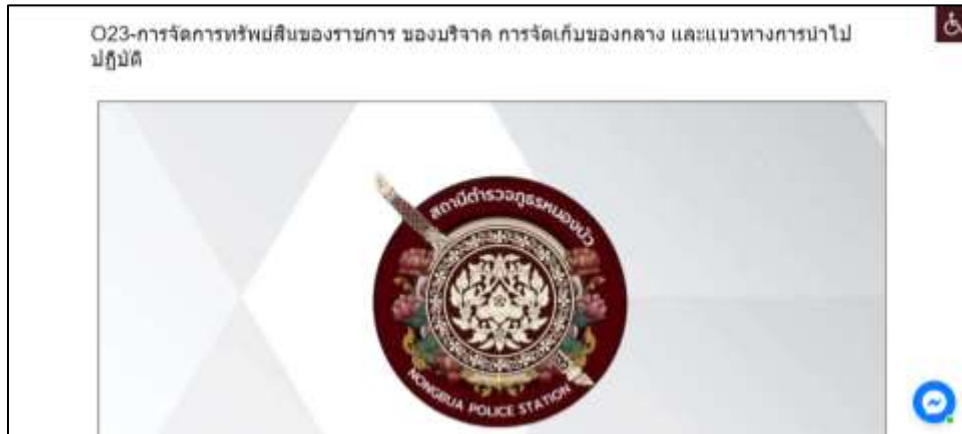 O23-การจัดการทรัพย์สินของราชการ ของบริจาค การจัดเก็บของกลาง และแนวทางการนำไป
ปฏิบัติ
สถานีตำรวจภูธรหนองบัว
NONGBUA POLICE STATION